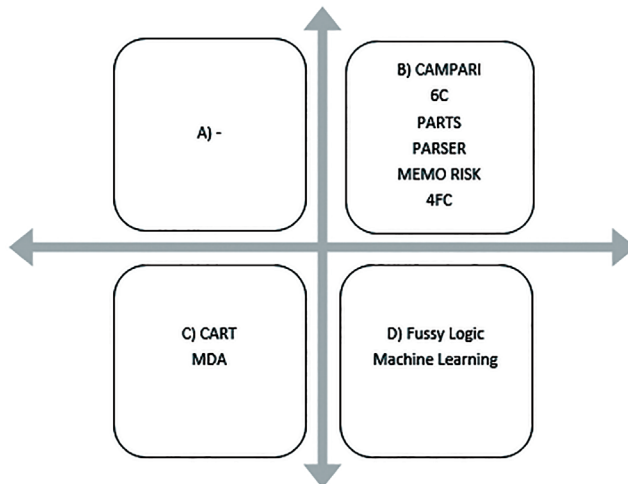 A) -
B) CAMPARI
6C
PARTS
PARSER
MEMO RISK
4FC
C) CART
MDA
D) Fussy Logic
Machine Learning